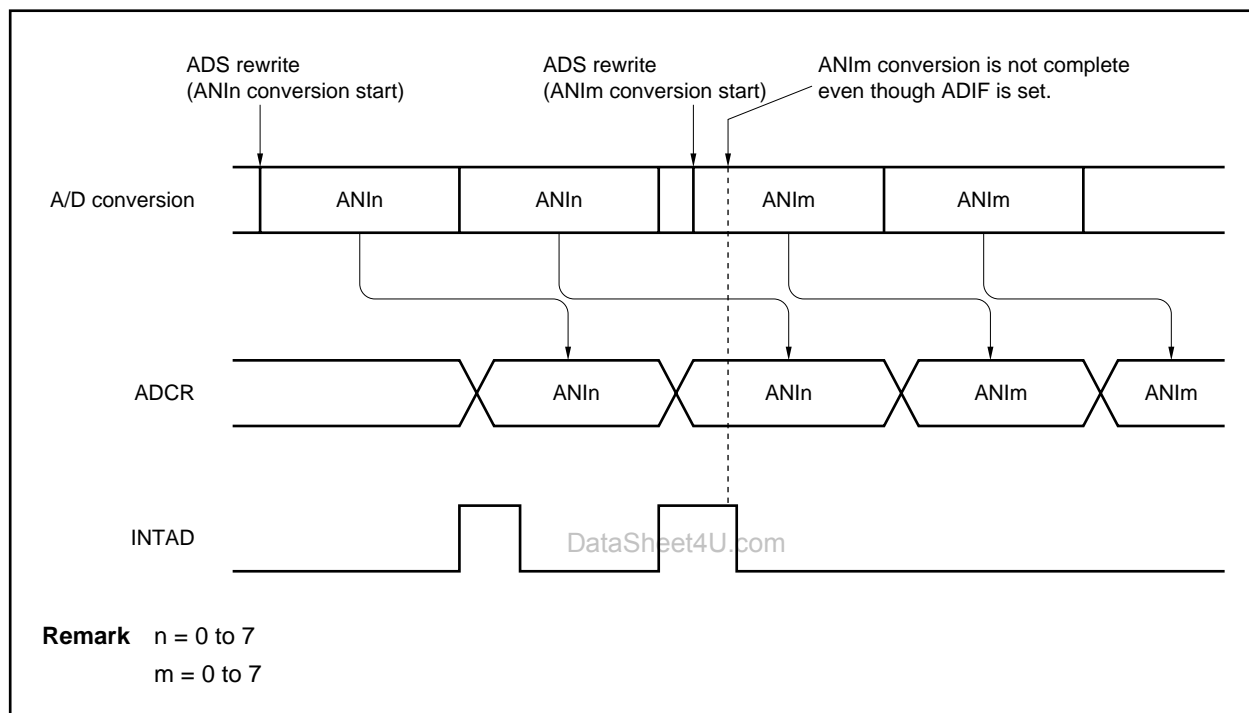 ADS rewrite
(ANIn conversion start)
ADS rewrite
(ANIm conversion start)
ANIm conversion is not complete
even though ADIF is set.
A/D conversion
ANIn
ANIn
ANIm
ANIm
ADCR
ANIn
ANIn
ANIm
ANIm
INTAD
DataSheet4U.com
Remark n = 0 to 7
m = 0 to 7